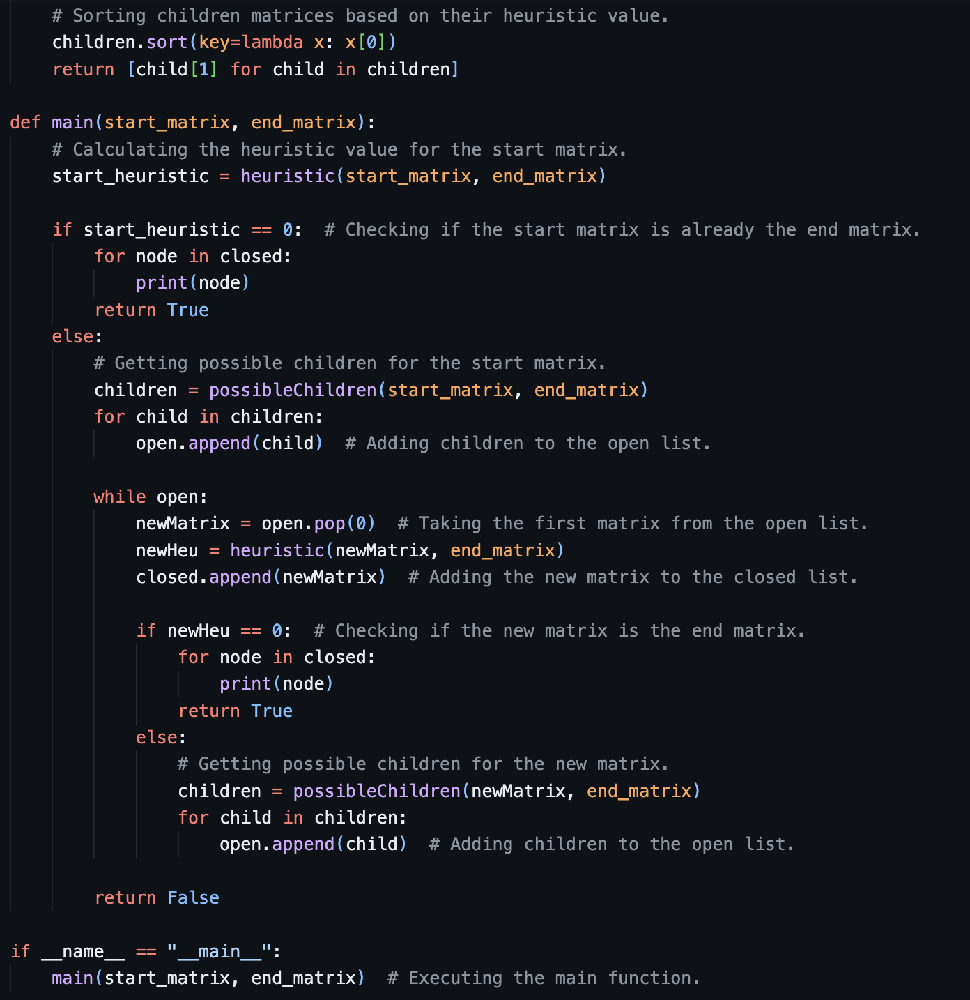 # Sorting children matrices based on their heuristic value.
children.sort(key=lambda x: x[0])
return [child[1] for child in children]
def main(start_matrix, end_matrix):
# Calculating the heuristic value for the start matrix.
start_heuristic = heuristic(start_matrix, end_matrix)
if start_heuristic == 0:  # Checking if the start matrix is already the end matrix.
for node in closed:
print(node)
return True
else:
# Getting possible children for the start matrix.
children = possibleChildren(start_matrix, end_matrix)
for child in children:
open.append(child)  # Adding children to the open list.
while open:
newMatrix = open.pop(0)  # Taking the first matrix from the open list.
newHeu = heuristic(newMatrix, end_matrix)
closed.append(newMatrix)  # Adding the new matrix to the closed list.
if newHeu == 0:  # Checking if the new matrix is the end matrix.
for node in closed:
print(node)
return True
else:
# Getting possible children for the new matrix.
children = possibleChildren(newMatrix, end_matrix)
for child in children:
open.append(child)  # Adding children to the open list.
return False
if __name__ == "__main__":
main(start_matrix, end_matrix)  # Executing the main function.